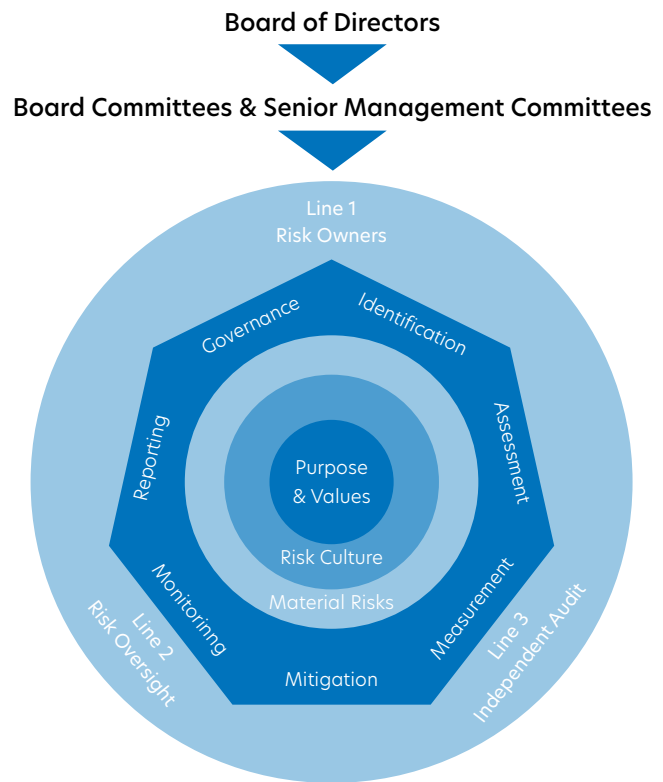 Board of Directors
Board Committees & Senior Management Committees
Line 1
Risk Owners
Governance
Identification
Assessment
Measurement
Mitigation
Monitorinng
Reporting
Purpose
& Values
Risk Culture
Material Risks
Line 2
Risk Oversight
Line 3
Independent Audit